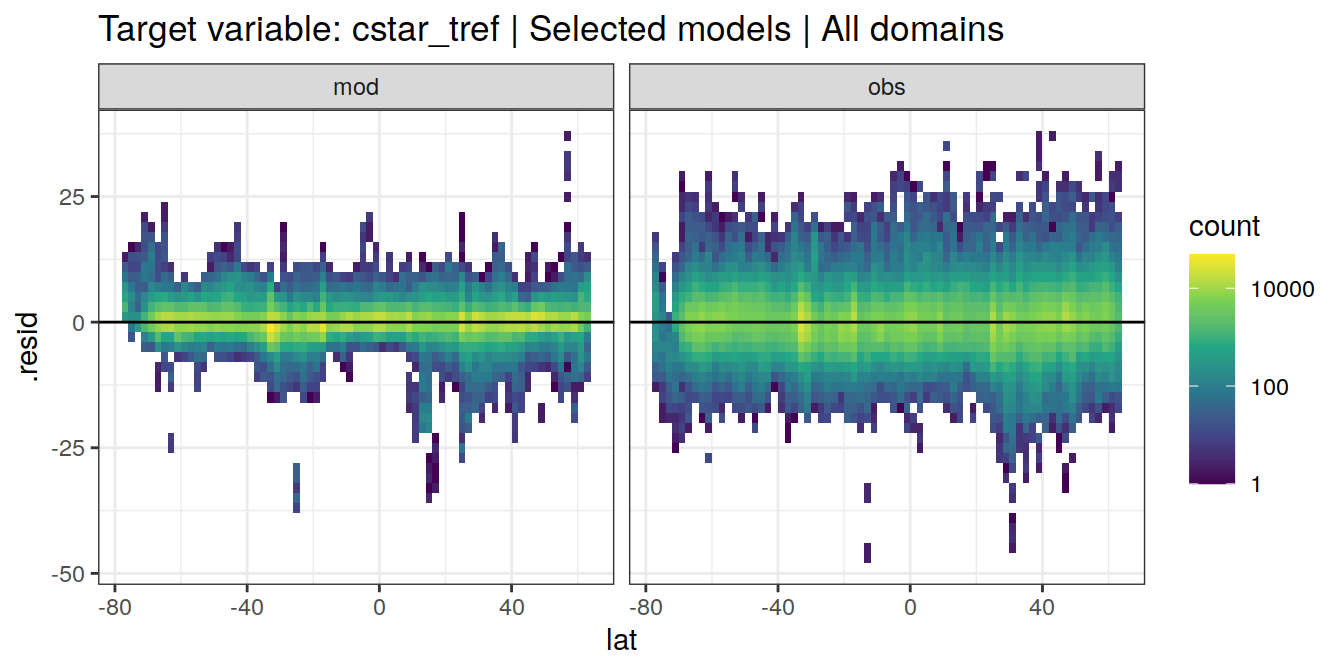 Target variable: cstar_tref | Selected models | All domains
mod
obs
25
0
-25
-50
.resid
-80
-40
0
40
-80
-40
0
40
lat
count
10000
100
1